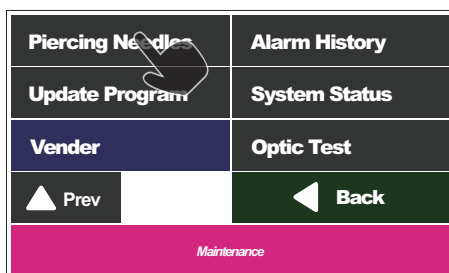 Piercing Needles
Alarm History
Update Program
System Status
Vender
Optic Test
Prev
Back
Maintenance